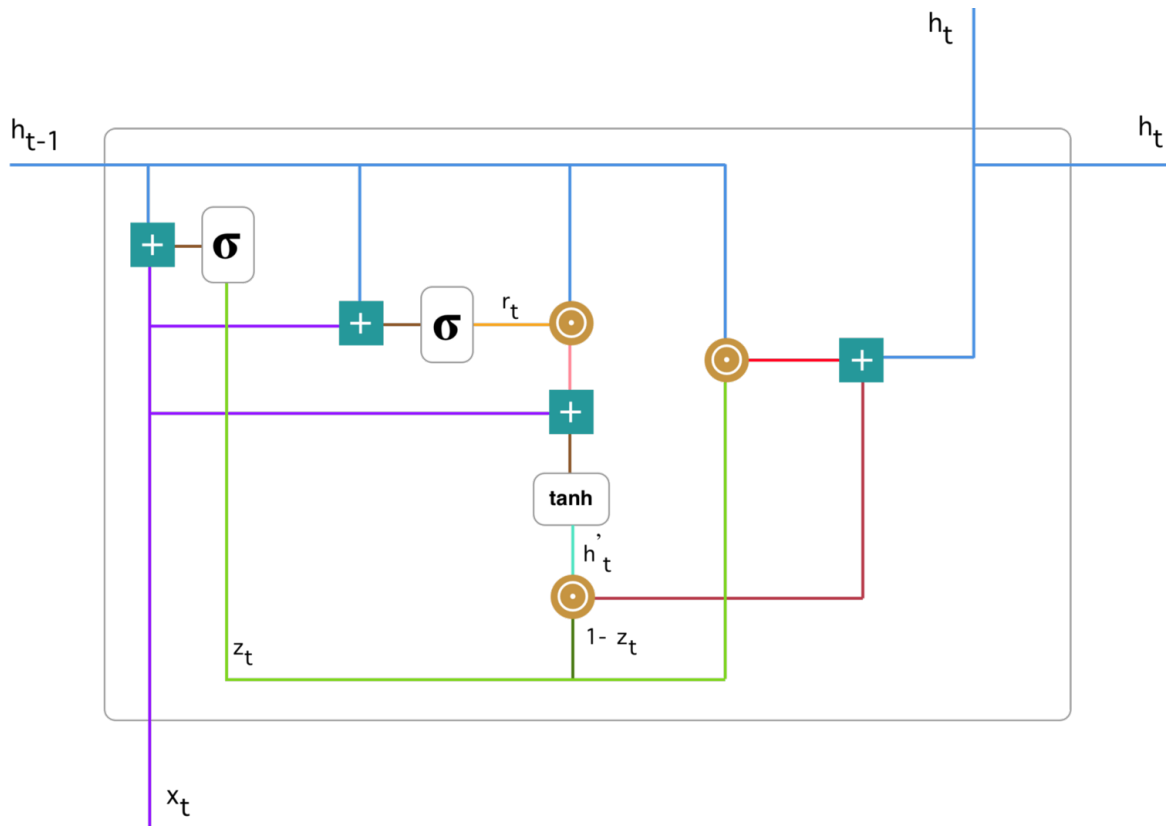 h_t
h_{t-1}
h_t
+
σ
+
σ
r_t
+
+
tanh
h'_t
1- z_t
z_t
x_t